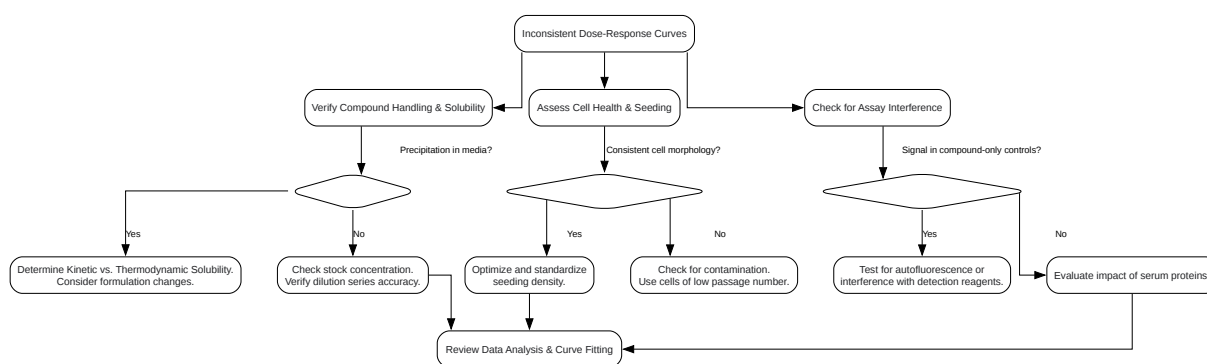 Inconsistent Dose-Response Curves
Verify Compound Handling & Solubility
Assess Cell Health & Seeding
Check for Assay Interference
Precipitation in media?
Consistent cell morphology?
Signal in compound-only controls?
Yes
No
Yes
No
Yes
No
Determine Kinetic vs. Thermodynamic Solubility.
Consider formulation changes.
Check stock concentration.
Verify dilution series accuracy.
Optimize and standardize
seeding density.
Check for contamination.
Use cells of low passage number.
Test for autofluorescence or
interference with detection reagents.
Evaluate impact of serum proteins.
Review Data Analysis & Curve Fitting